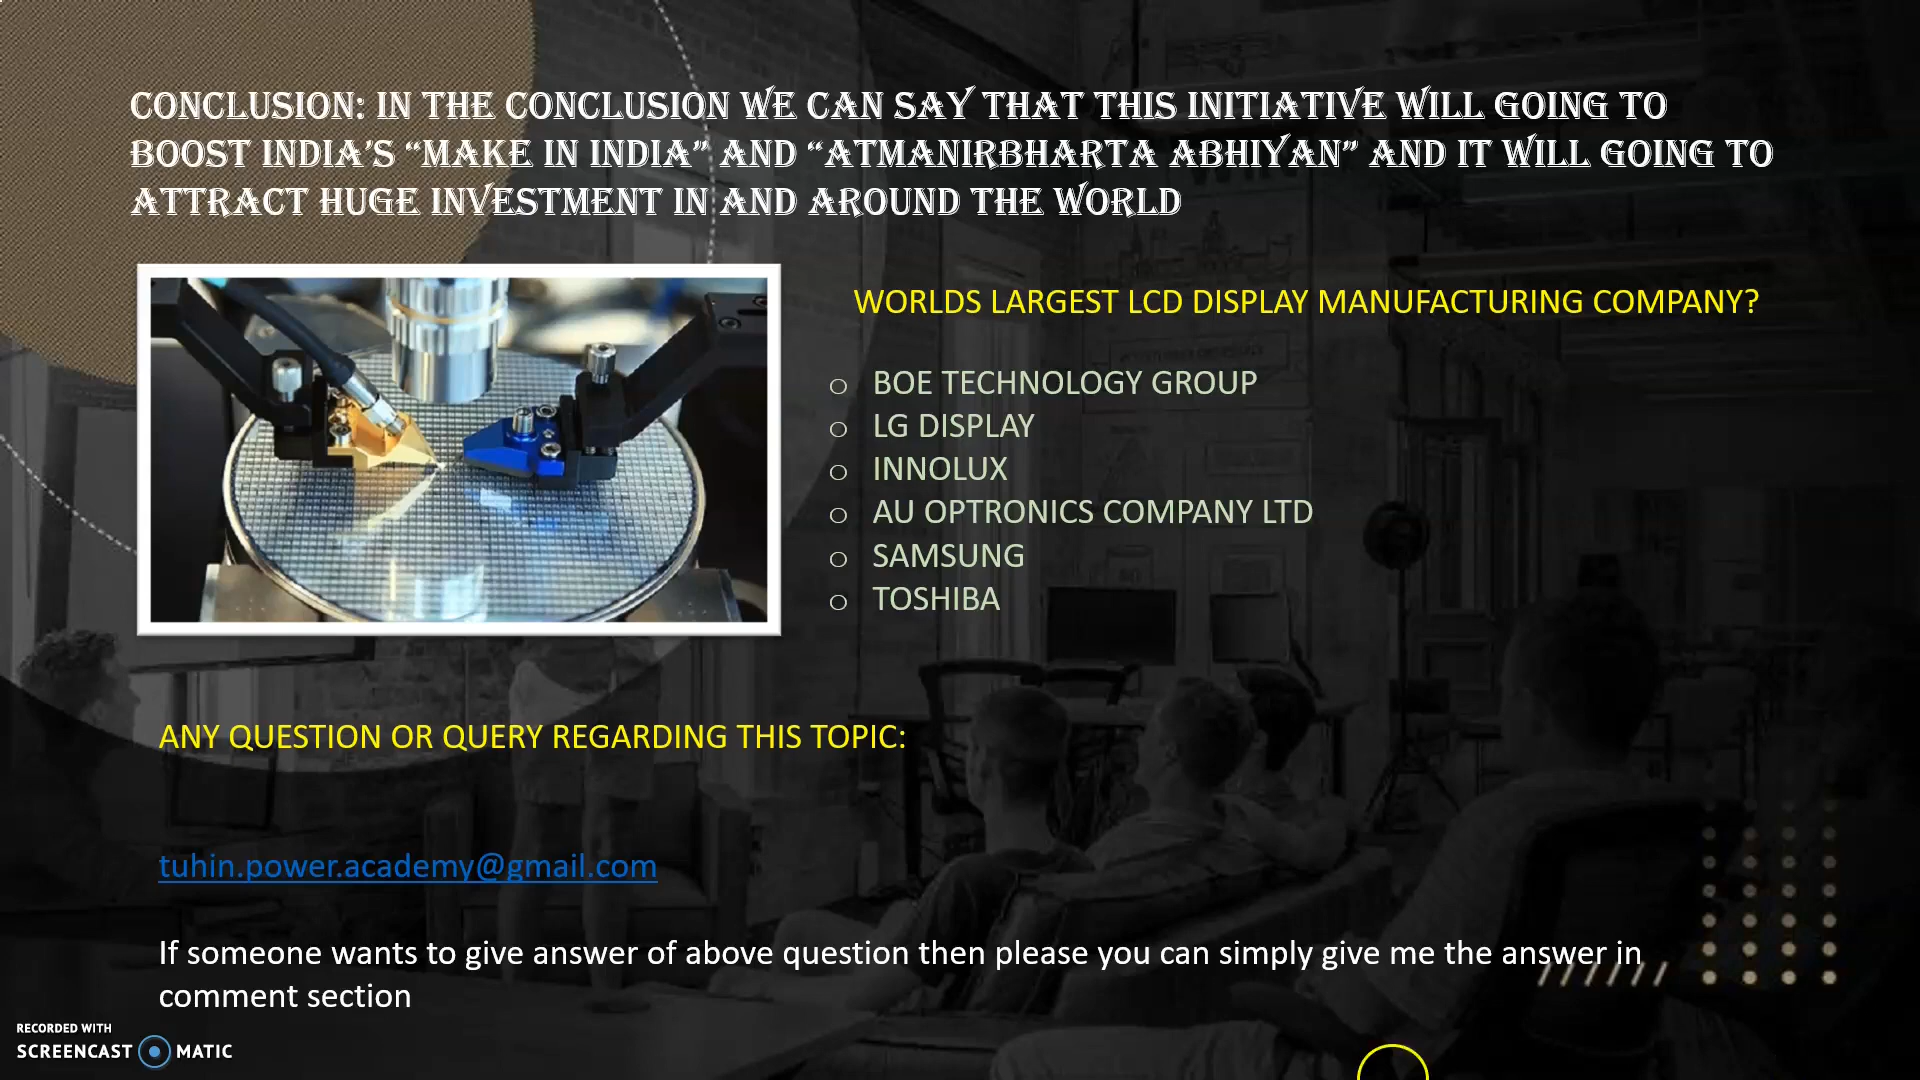 CONCLUSION: IN THE CONCLUSION WE CAN SAY THAT THIS INITIATIVE WILL GOING TO
BOOST INDIA’S “MAKE IN INDIA” AND “ATMANIRBHARTA ABHIYAN” AND IT WILL GOING TO
ATTRACT HUGE INVESTMENT IN AND AROUND THE WORLD
WORLDS LARGEST LCD DISPLAY MANUFACTURING COMPANY?
BOE TECHNOLOGY GROUP
LG DISPLAY
INNOLUX
AU OPTRONICS COMPANY LTD
SAMSUNG
TOSHIBA
ANY QUESTION OR QUERY REGARDING THIS TOPIC:
tuhin.power.academy@gmail.com
If someone wants to give answer of above question then please you can simply give me the answer in
comment section
RECORDED WITH
SCREENCAST MATIC